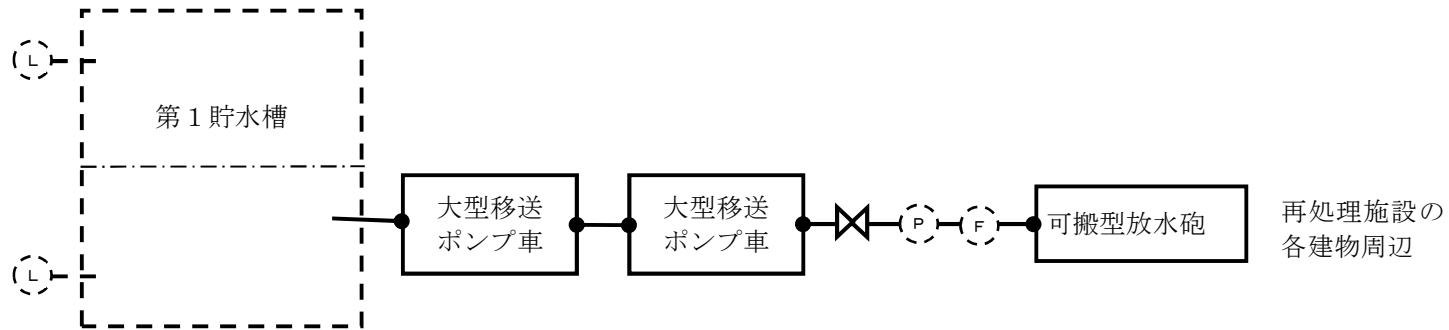 L
第1貯水槽
L
大型移送
ポンプ車
大型移送
ポンプ車
P
F
可搬型放水砲
再処理施設の
各建物周辺